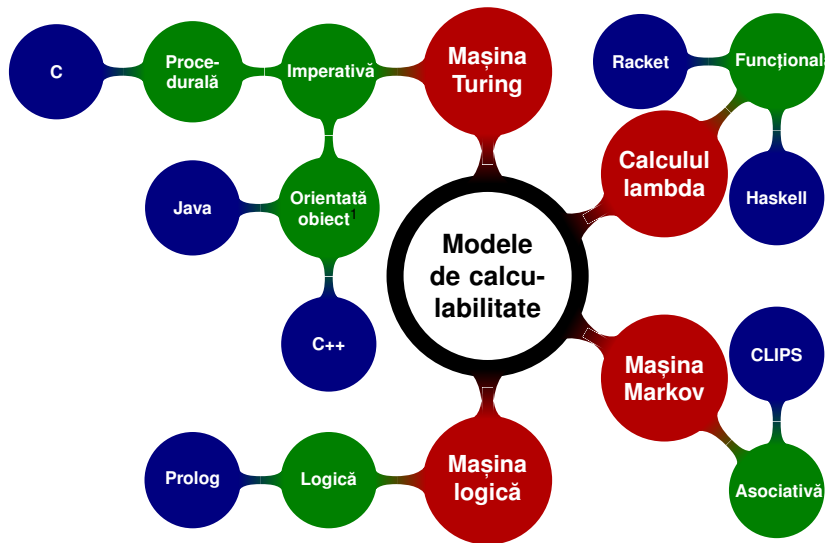 Mașina
Turing
C
Proce-
durală
Imperativă
Racket
Funcțională
Calculul
lambda
Java
Orientată
obiect1
Haskell
Modele
de calcu-
labilitate
C++
CLIPS
Mașina
Markov
Prolog
Logică
Mașina
logică
Asociativă